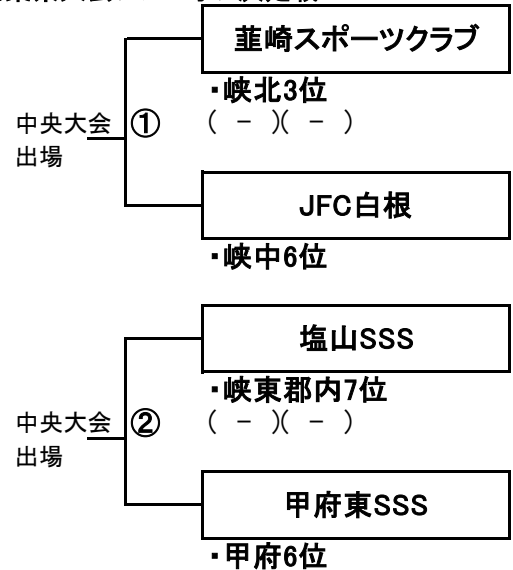 韮崎スポーツクラブ
・峡北3位
中央大会
出場
①
( － )( － )
JFC白根
・峡中6位
塩山SSS
・峡東郡内7位
中央大会
出場
②
( － )( － )
甲府東SSS
・甲府6位